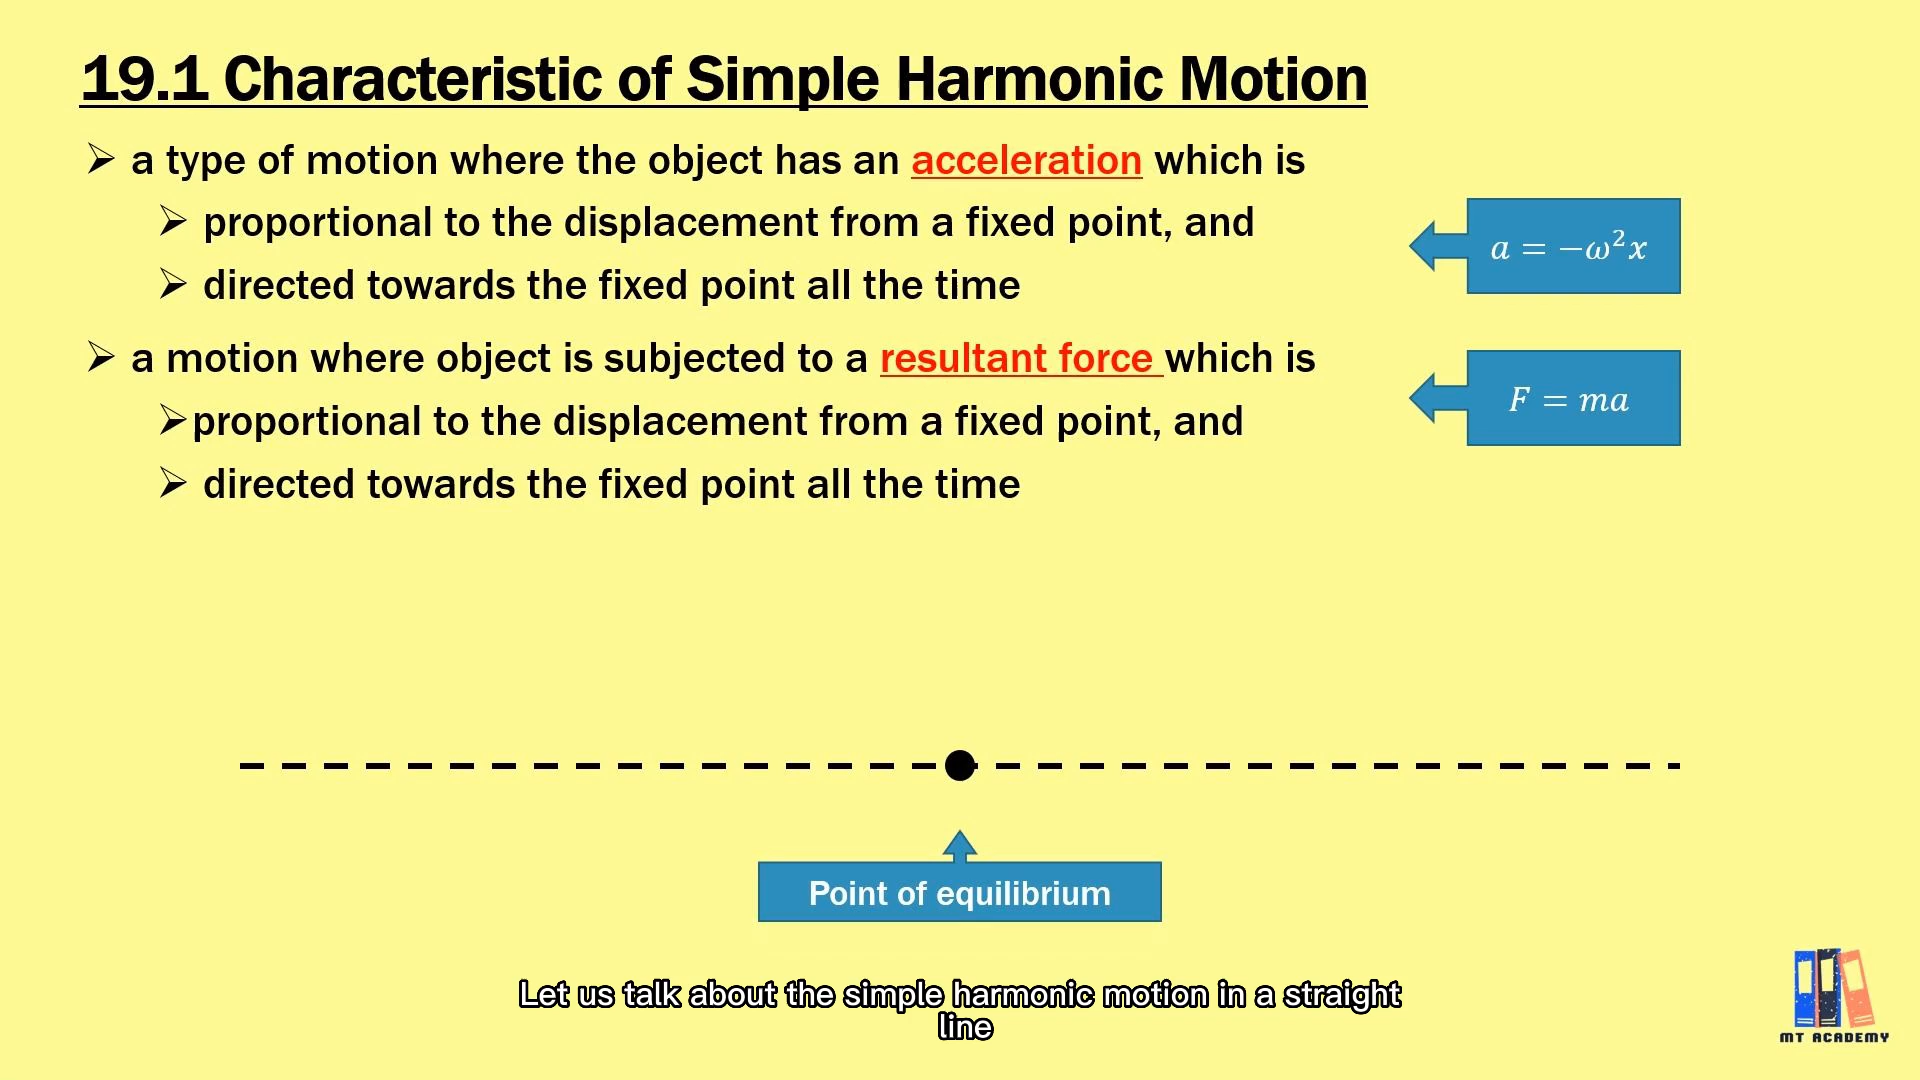 19.1 Characteristic of Simple Harmonic Motion
➢ a type of motion where the object has an acceleration which is
➢ proportional to the displacement from a fixed point, and
➢ directed towards the fixed point all the time
a = −ω²x
➢ a motion where object is subjected to a resultant force which is
➢proportional to the displacement from a fixed point, and
➢ directed towards the fixed point all the time
F = ma
Point of equilibrium
Let us talk about the simple harmonic motion in a straight
line
MT ACADEMY